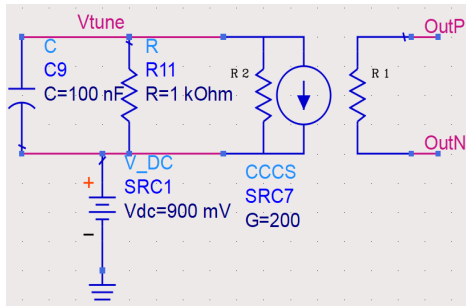 Vtune
OutP
C
C9
C=100 nF
R
R11
R=1 kOhm
R 2
R 1
OutN
+
V_DC
SRC1
Vdc=900 mV
−
CCCS
SRC7
G=200